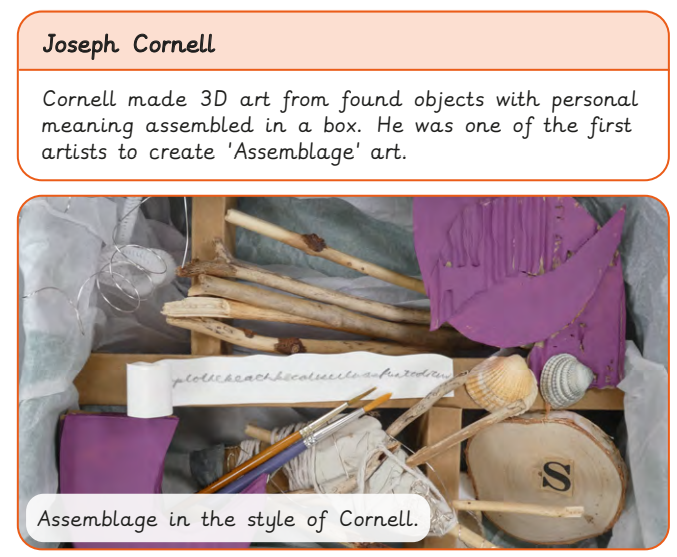 Joseph Cornell
Cornell made 3D art from found objects with personal
meaning assembled in a box. He was one of the first
artists to create 'Assemblage' art.
S
Assemblage in the style of Cornell.